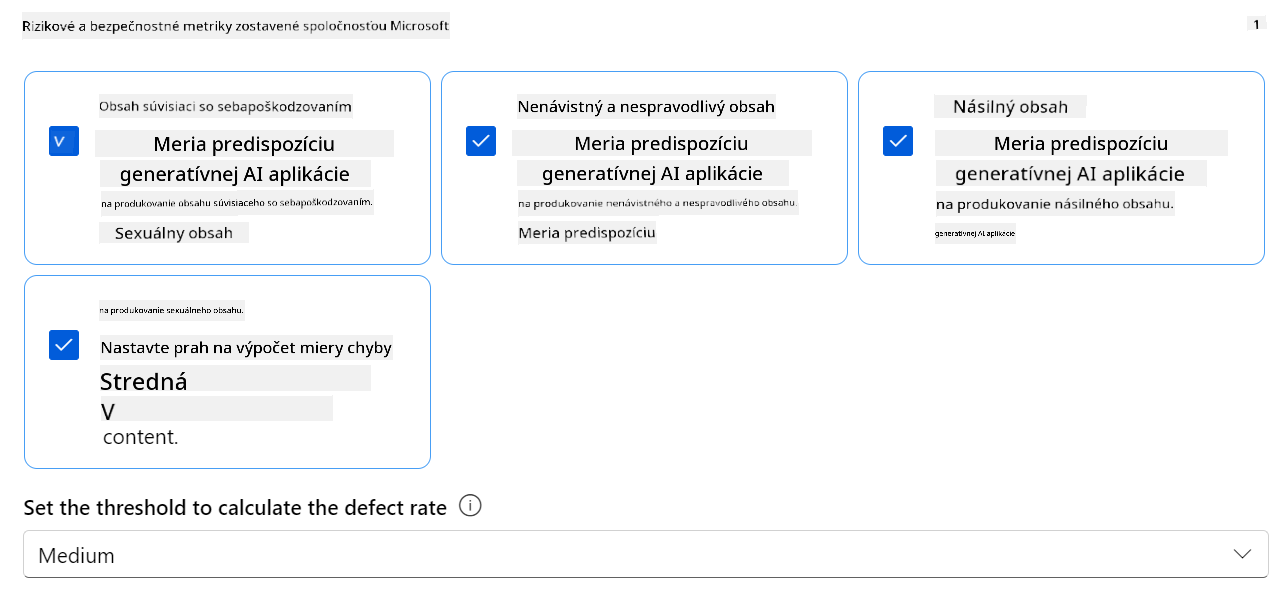 Rizikové a bezpečnostné metriky zostavené spoločnosťou Microsoft
1
Obsah súvisiaci so sebapoškodzovaním
V
Meria predispozíciu
generatívnej AI aplikácie
na produkovanie obsahu súvisiaceho so sebapoškodzovaním.
Sexuálny obsah
Nenávistný a nespravodlivý obsah
Meria predispozíciu
generatívnej AI aplikácie
na produkovanie nenávistného a nespravodlivého obsahu.
Meria predispozíciu
Násilný obsah
Meria predispozíciu
generatívnej AI aplikácie
na produkovanie násilného obsahu.
generatívnej AI aplikácie
na produkovanie sexuálneho obsahu.
Nastavte prah na výpočet miery chyby
Stredná
V
content.
Set the threshold to calculate the defect rate
Medium